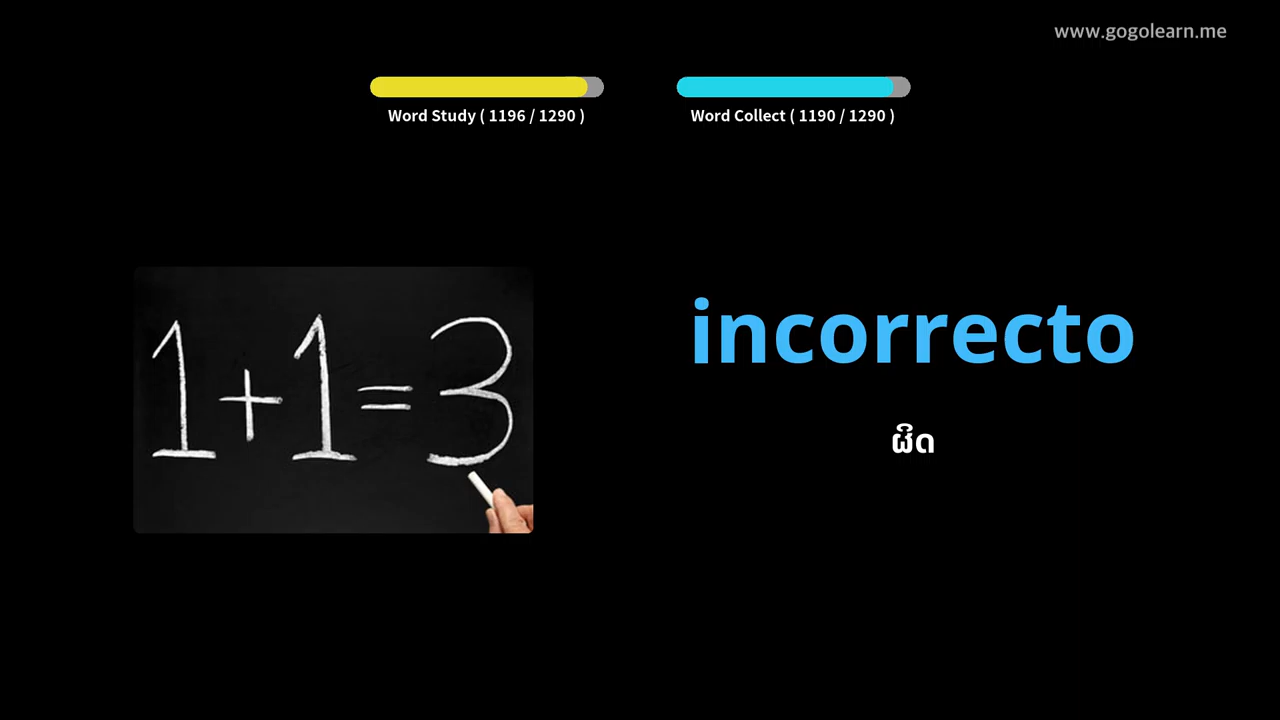 www.gogolearn.me
Word Study ( 1196 / 1290 )
Word Collect ( 1190 / 1290 )
1+1=3
incorrecto
ຜິດ